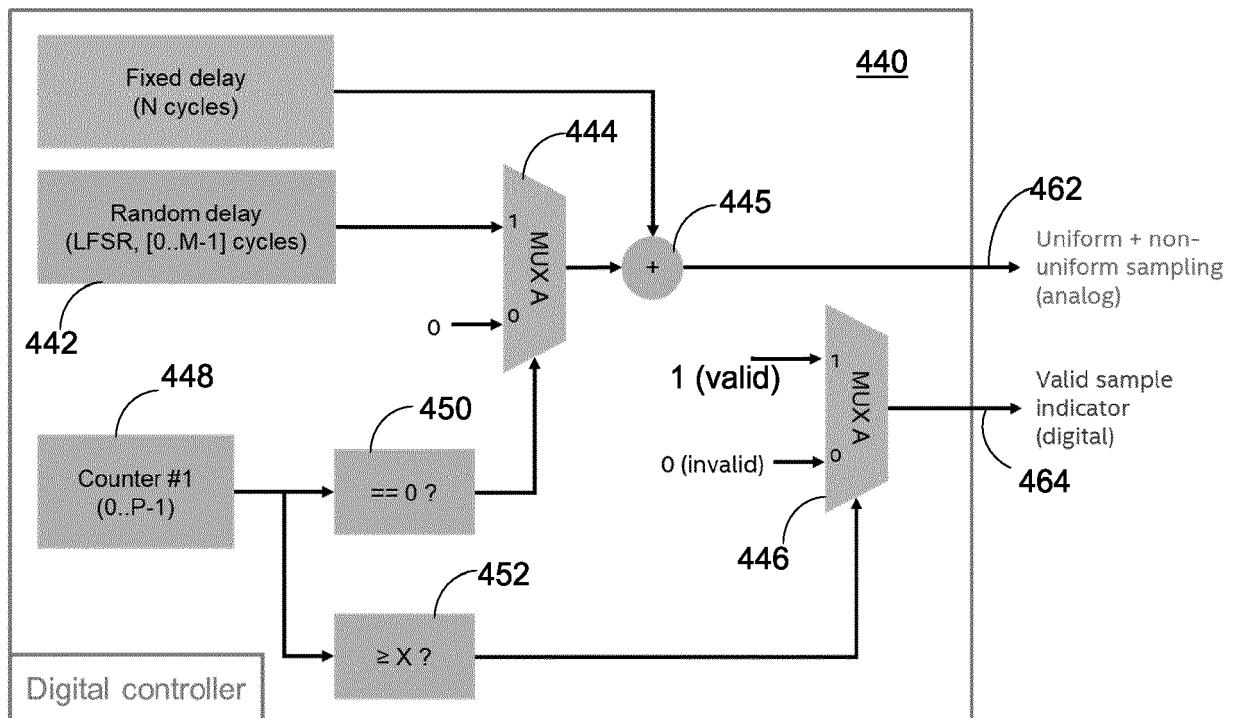 Fixed delay
(N cycles)
440
444
Random delay
(LFSR, [0..M-1] cycles)
442
1
MUX A
0
0
445
+
462
Uniform + non-
uniform sampling
(analog)
448
Counter #1
(0..P-1)
450
== 0 ?
452
≥ X ?
1 (valid)
0 (invalid)
1
MUX A
0
446
Valid sample
indicator
(digital)
464
Digital controller